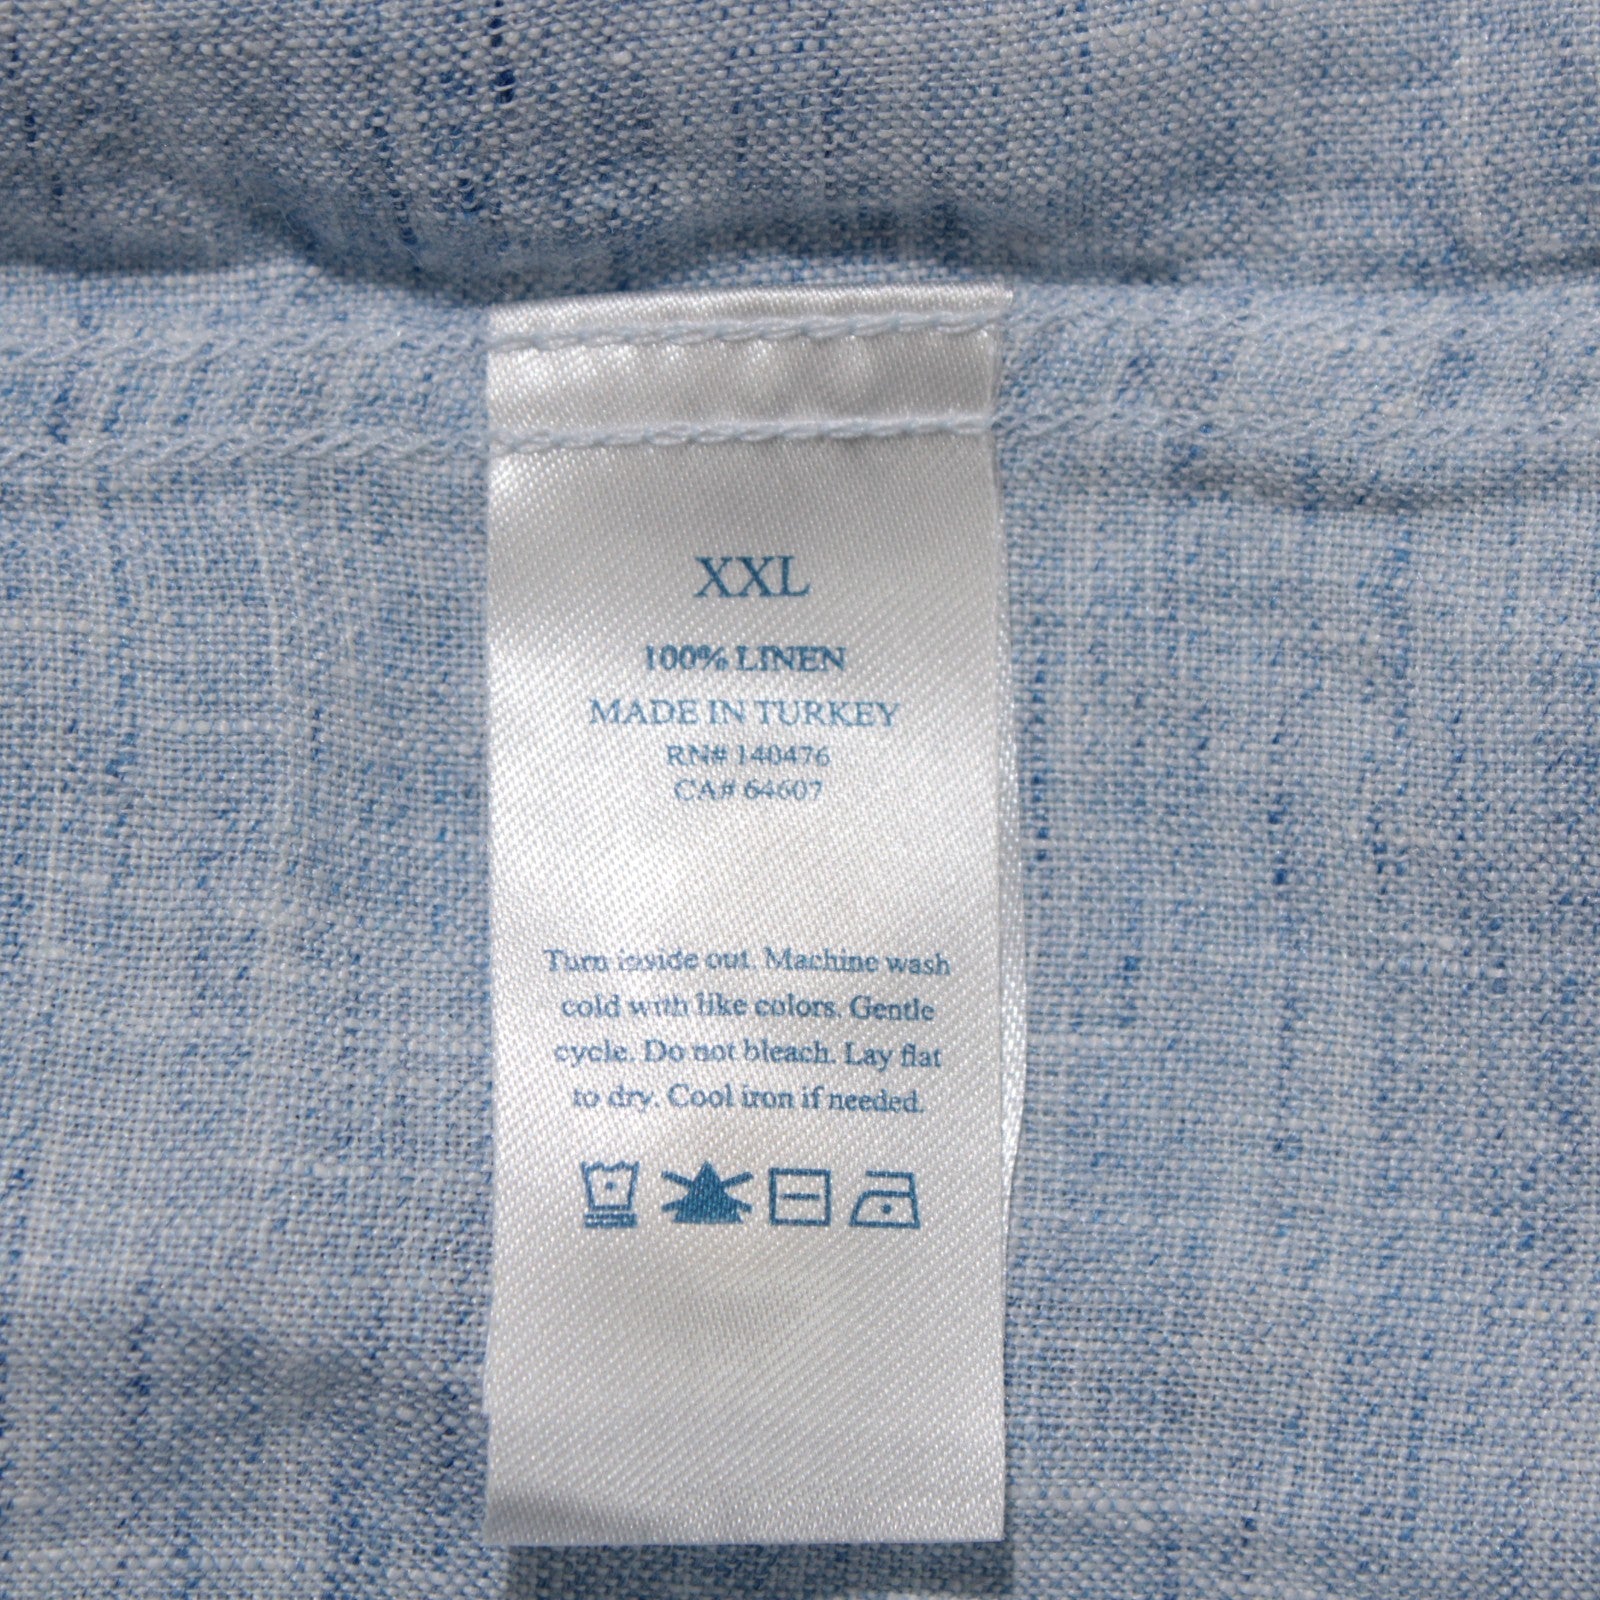 XXL
100% LINEN
MADE IN TURKEY
RN# 140476
CA# 64607
Turn inside out. Machine wash
cold with like colors. Gentle
cycle. Do not bleach. Lay flat
to dry. Cool iron if needed.